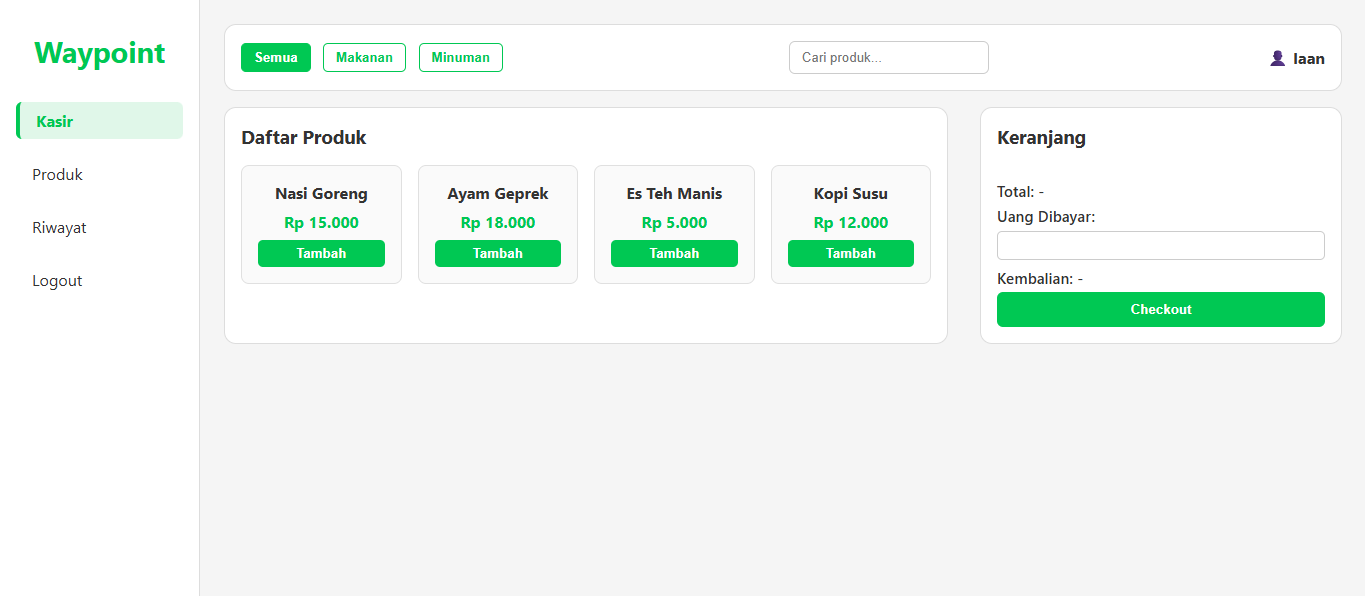 Waypoint
Kasir
Produk
Riwayat
Logout
Semua Makanan Minuman Cari produk... Iaan
Daftar Produk
Nasi Goreng
Rp 15.000
Tambah
Ayam Geprek
Rp 18.000
Tambah
Es Teh Manis
Rp 5.000
Tambah
Kopi Susu
Rp 12.000
Tambah
Keranjang
Total: -
Uang Dibayar:
Kembalian: -
Checkout